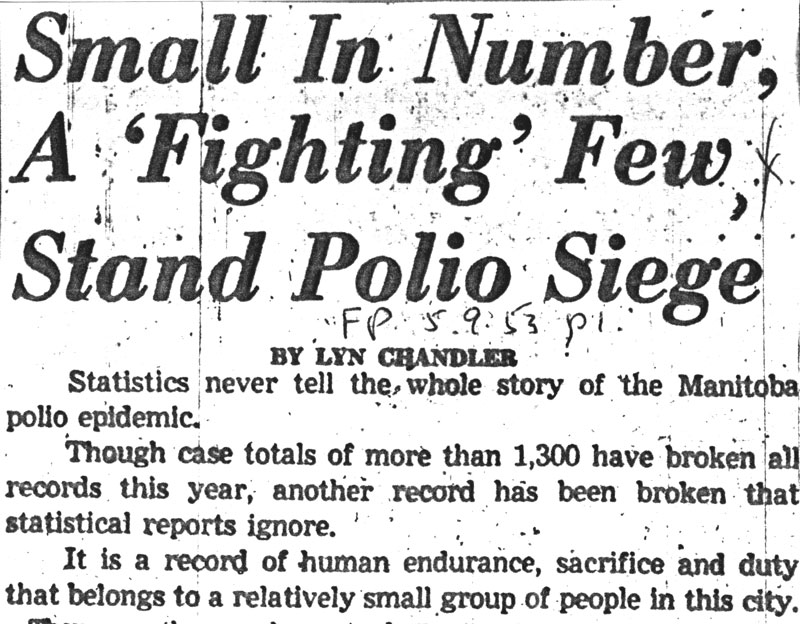 Small In Number,
A ‘Fighting’ Few,
Stand Polio Siege
FP. 5.9.53 p1.
BY LYN CHANDLER
Statistics never tell the whole story of the Manitoba
polio epidemic.
Though case totals of more than 1,300 have broken all
records this year, another record has been broken that
statistical reports ignore.
It is a record of human endurance, sacrifice and duty
that belongs to a relatively small group of people in this city.